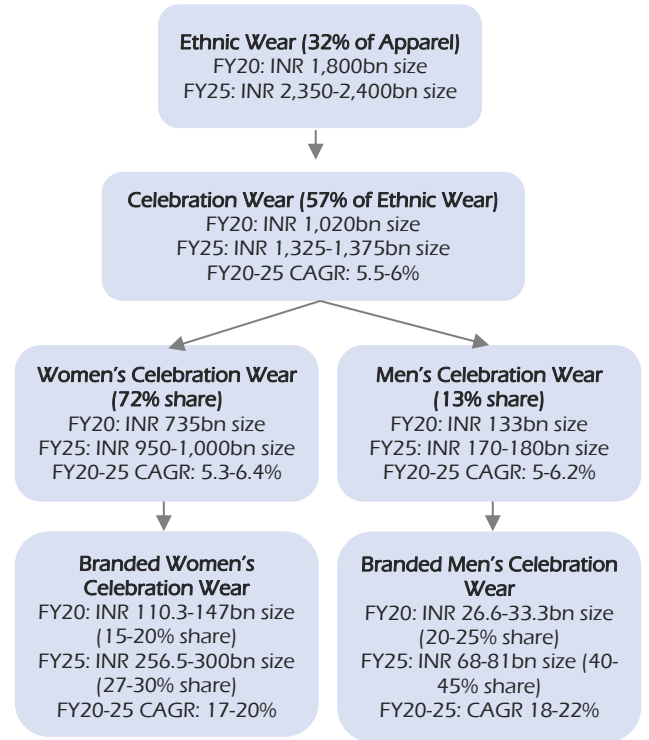 Ethnic Wear (32% of Apparel)
FY20: INR 1,800bn size
FY25: INR 2,350-2,400bn size
Celebration Wear (57% of Ethnic Wear)
FY20: INR 1,020bn size
FY25: INR 1,325-1,375bn size
FY20-25 CAGR: 5.5-6%
Women's Celebration Wear
(72% share)
FY20: INR 735bn size
FY25: INR 950-1,000bn size
FY20-25 CAGR: 5.3-6.4%
Men's Celebration Wear
(13% share)
FY20: INR 133bn size
FY25: INR 170-180bn size
FY20-25 CAGR: 5-6.2%
Branded Women's
Celebration Wear
FY20: INR 110.3-147bn size
(15-20% share)
FY25: INR 256.5-300bn size
(27-30% share)
FY20-25 CAGR: 17-20%
Branded Men's Celebration
Wear
FY20: INR 26.6-33.3bn size
(20-25% share)
FY25: INR 68-81bn size (40-
45% share)
FY20-25: CAGR 18-22%